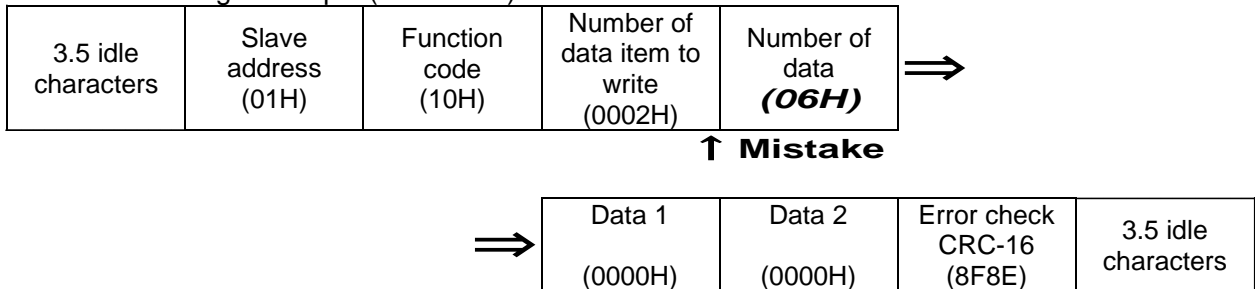 3.5 idle
characters
Slave
address
(01H)
Function
code
(10H)
Number of
data item to
write
(0002H)
Number of
data
(06H)
⇒
↑ Mistake
⇒
Data 1
(0000H)
Data 2
(0000H)
Error check
CRC-16
(8F8E)
3.5 idle
characters